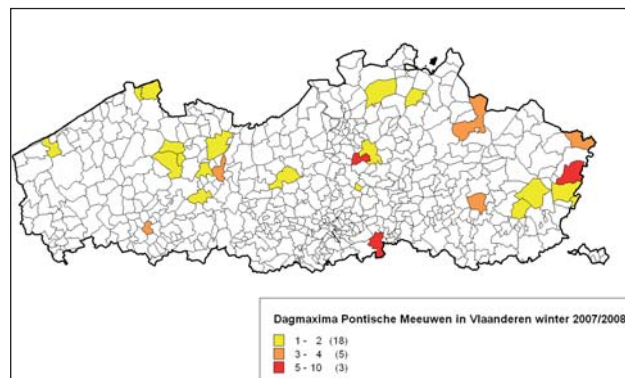 Dagmaxima Pontische Meeuwen in Vlaanderen winter 2007/2008
1 - 2 (18)
3 - 4 (5)
5 - 10 (3)